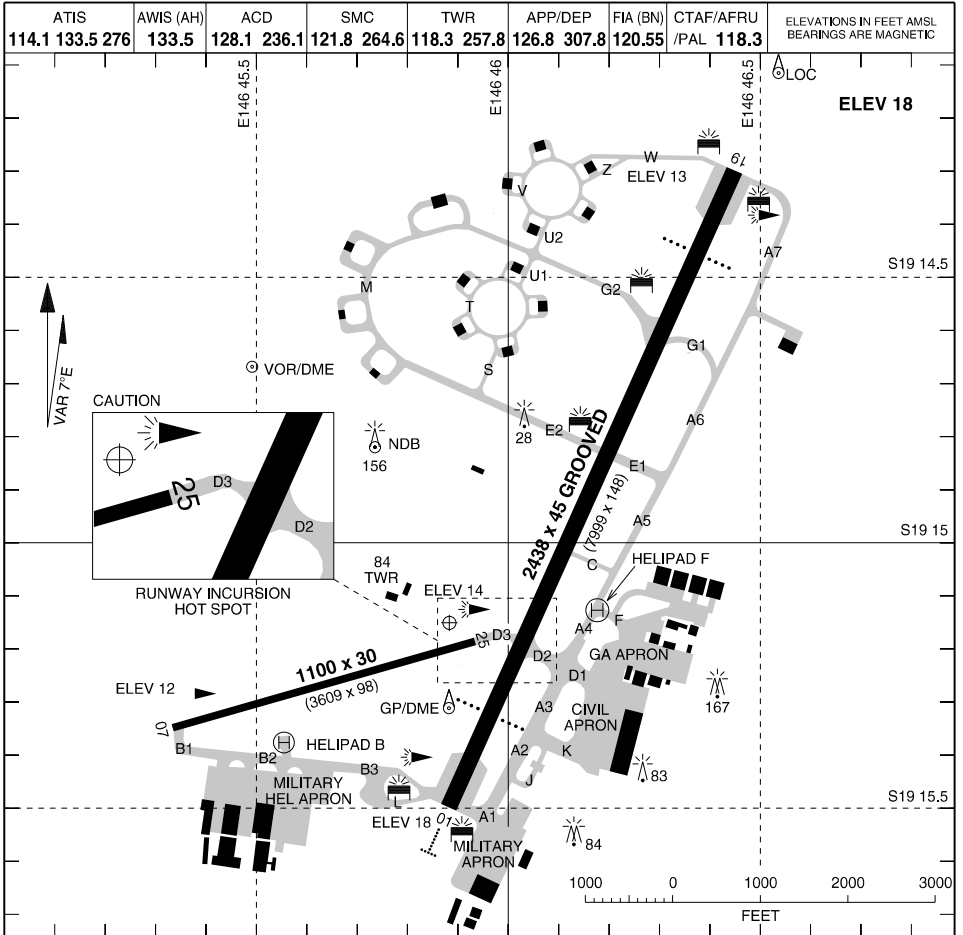 ATIS
114.1 133.5 276
AWIS (AH)
133.5
ACD
128.1 236.1
SMC
121.8 264.6
TWR
118.3 257.8
APP/DEP
126.8 307.8
FIA (BN)
120.55
CTAF/AFRU
/PAL 118.3
ELEVATIONS IN FEET AMSL
BEARINGS ARE MAGNETIC
E146 45.5
E146 46
E146 46.5
LOC
ELEV 18
W
19
Z
ELEV 13
V
U2
A7
S19 14.5
U1
M
G2
T
G1
VAR 7°E
VOR/DME
S
A6
CAUTION
28
E2
NDB
156
E1
25
D3
D2
2438 x 45 GROOVED
(7999 x 148)
A5
S19 15
RUNWAY INCURSION
HOT SPOT
84
TWR
C
HELIPAD F
H
ELEV 14
F
A4
25
D3
D2
GA APRON
1100 x 30
(3609 x 98)
D1
ELEV 12
167
GP/DME
A3
CIVIL
APRON
07
B1
H
HELIPAD B
B2
A2
K
B3
J
83
MILITARY
HEL APRON
L
S19 15.5
ELEV 18
01
A1
84
MILITARY
APRON
1000
0
1000
2000
3000
FEET